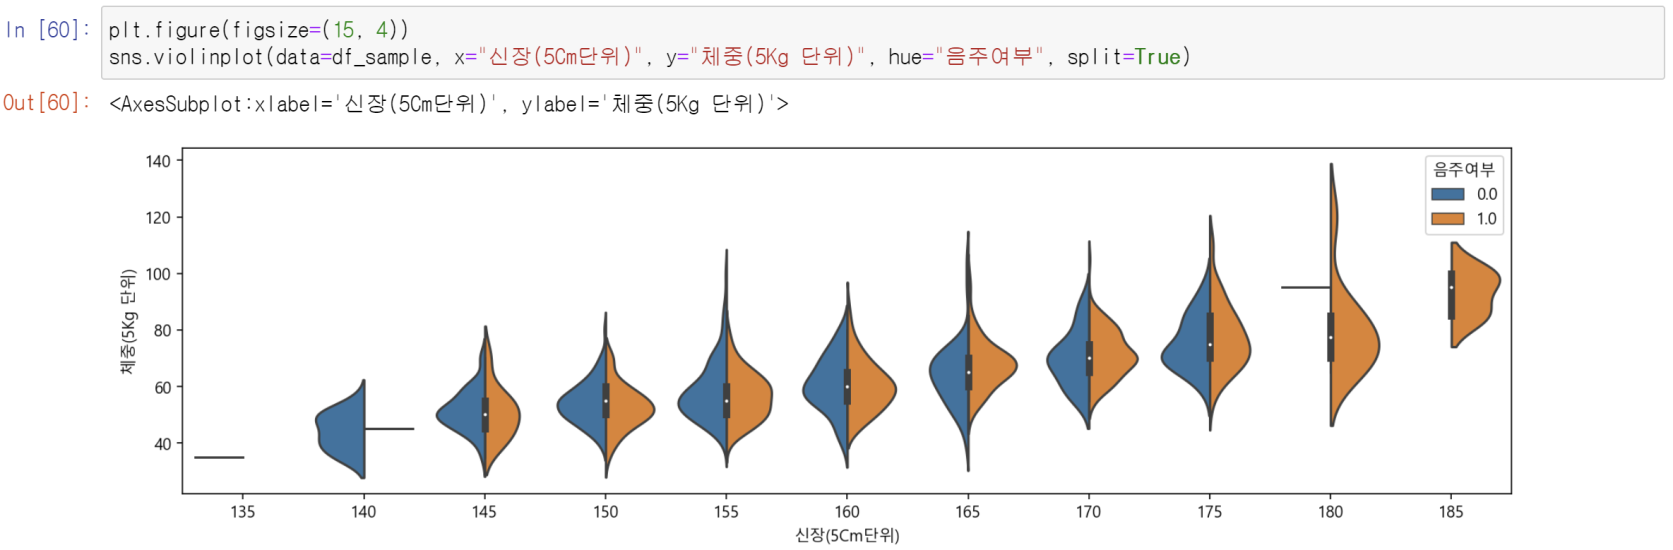 In [60]: plt.figure(figsize=(15, 4))
sns.violinplot(data=df_sample, x="신장(5Cm단위)", y="체중(5Kg 단위)", hue="음주여부", split=True)
Out[60]: <AxesSubplot:xlabel='신장(5Cm단위)', ylabel='체중(5Kg 단위)'>
140
120
100
80
60
40
체중(5Kg 단위)
음주여부
0.0
1.0
135 140 145 150 155 160 165 170 175 180 185
신장(5Cm단위)